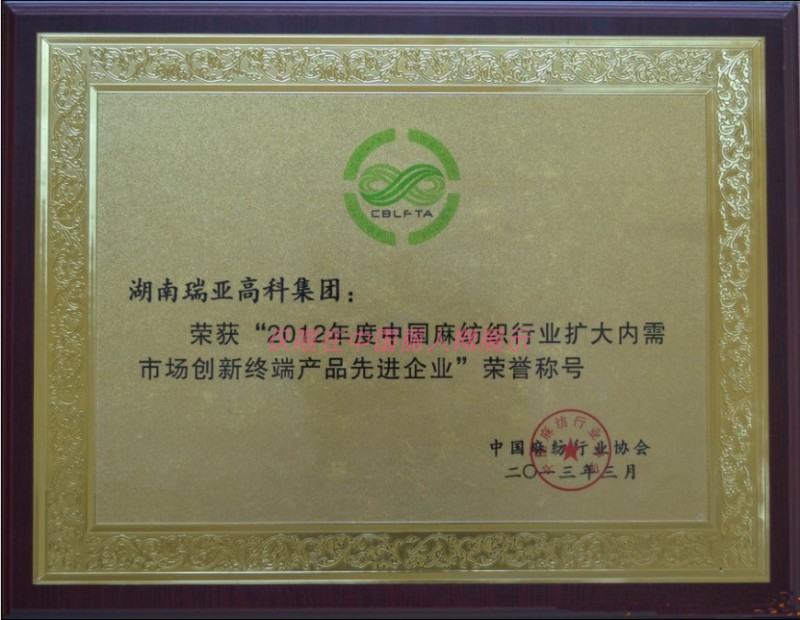 CBLFTA
湖南瑞亚高科集团：
荣获“2012年度中国麻纺织行业扩大内需
市场创新终端产品先进企业”荣誉称号
中国麻纺行业协会
二〇一三年三月